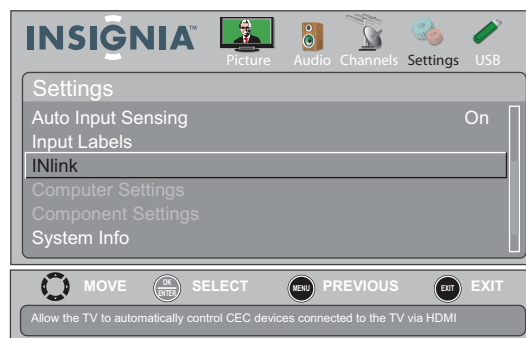 INSIGNIA™
Picture Audio Channels Settings USB
Settings
Auto Input Sensing On
Input Labels
INlink
Computer Settings
Component Settings
System Info
MOVE OK ENTER SELECT MENU PREVIOUS EXIT EXIT
Allow the TV to automatically control CEC devices connected to the TV via HDMI